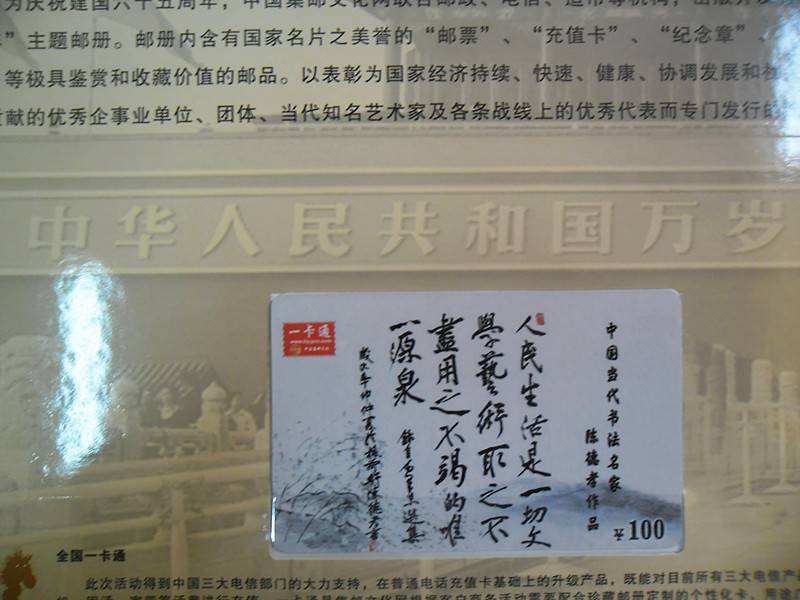 为庆祝建国六十五周年，中国集邮文化网联合邮政、电信、造币等机构，
”主题邮册。邮册内含有国家名片之美誉的“邮票”、“充值卡”、“纪念章”、
等极具鉴赏和收藏价值的邮品。以表彰为国家经济持续、快速、健康、协调发展和社
贡献的优秀企事业单位、团体、当代知名艺术家及各条战线上的优秀代表而专门发行的
中华人民共和国万岁
一卡通
中国当代书法名家
陈德孝作品
人民生活是一切文
學藝術取之不
盡用之不竭的唯
一源泉
¥100
全国一卡通
此次活动得到中国三大电信部门的大力支持，在普通电话充值卡基础上的升级产品，既能对目前所有三大电信产品